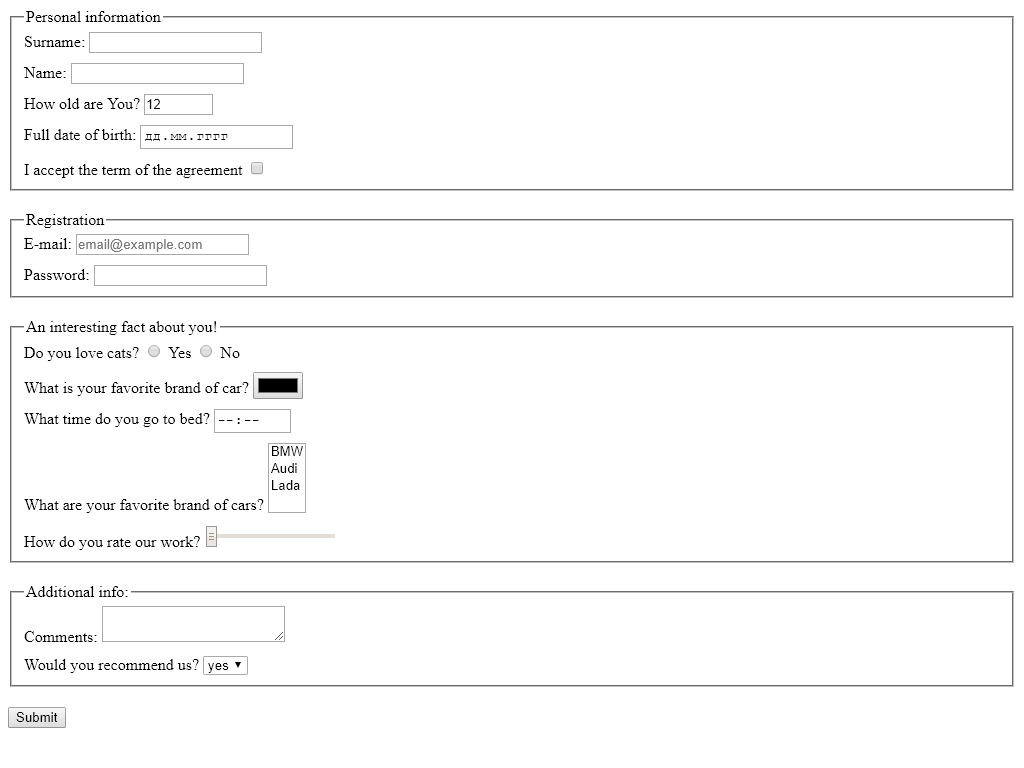 Personal information
Surname:
Name:
How old are You? 12
Full date of birth: дд.мм.гггг
I accept the term of the agreement
Registration
E-mail: email@example.com
Password:
An interesting fact about you!
Do you love cats? Yes No
What is your favorite brand of car?
What time do you go to bed? --:--
BMW
Audi
Lada
What are your favorite brand of cars?
How do you rate our work?
Additional info:
Comments:
Would you recommend us? yes
Submit